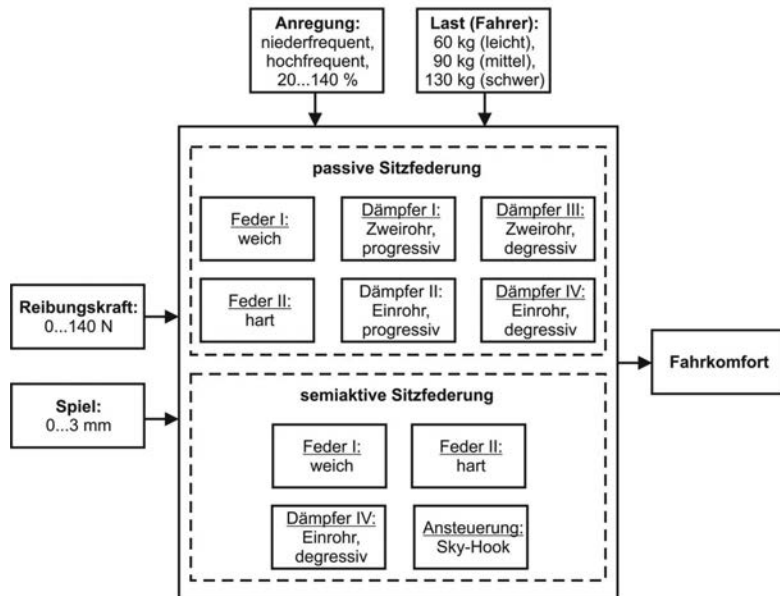 Anregung:
niederfrequent,
hochfrequent,
20...140 %
Last (Fahrer):
60 kg (leicht),
90 kg (mittel),
130 kg (schwer)
passive Sitzfederung
Feder I:
weich
Dämpfer I:
Zweirohr,
progressiv
Dämpfer III:
Zweirohr,
degressiv
Feder II:
hart
Dämpfer II:
Einrohr,
progressiv
Dämpfer IV:
Einrohr,
degressiv
Reibungskraft:
0...140 N
Spiel:
0...3 mm
Fahrkomfort
semiaktive Sitzfederung
Feder I:
weich
Feder II:
hart
Dämpfer IV:
Einrohr,
degressiv
Ansteuerung:
Sky-Hook